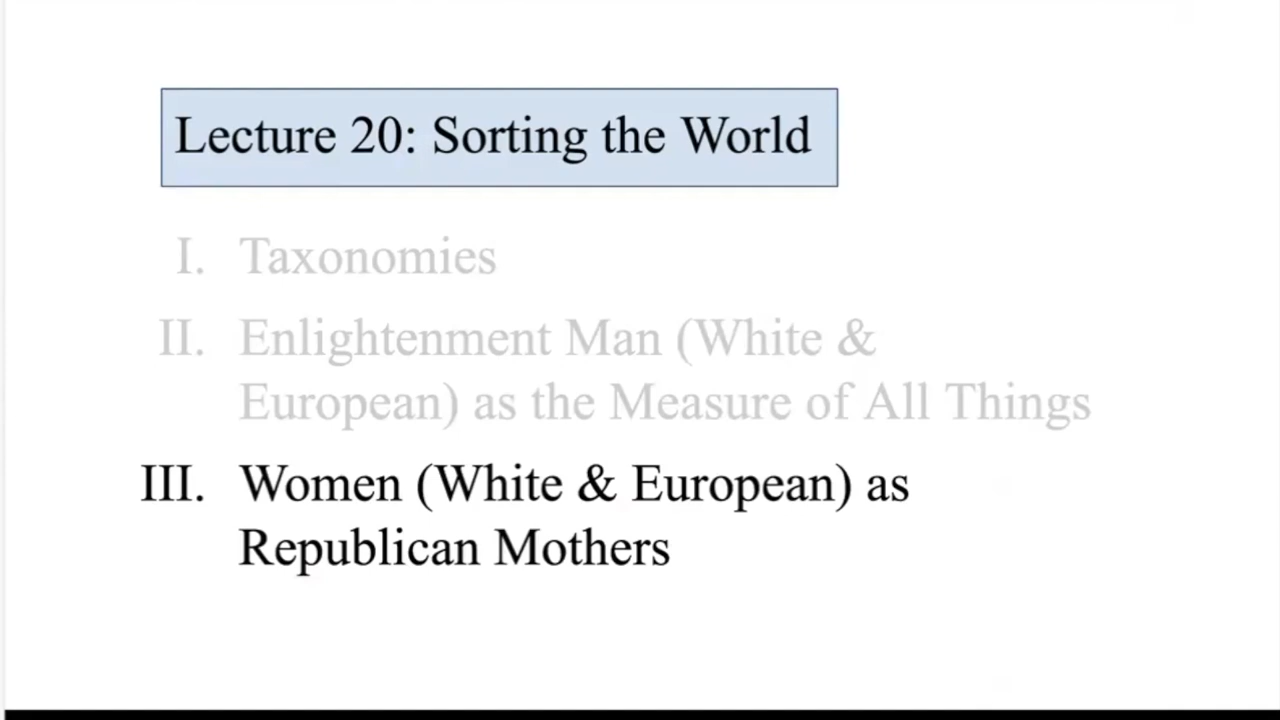 Lecture 20: Sorting the World
I. Taxonomies
II. Enlightenment Man (White &
European) as the Measure of All Things
III. Women (White & European) as
Republican Mothers